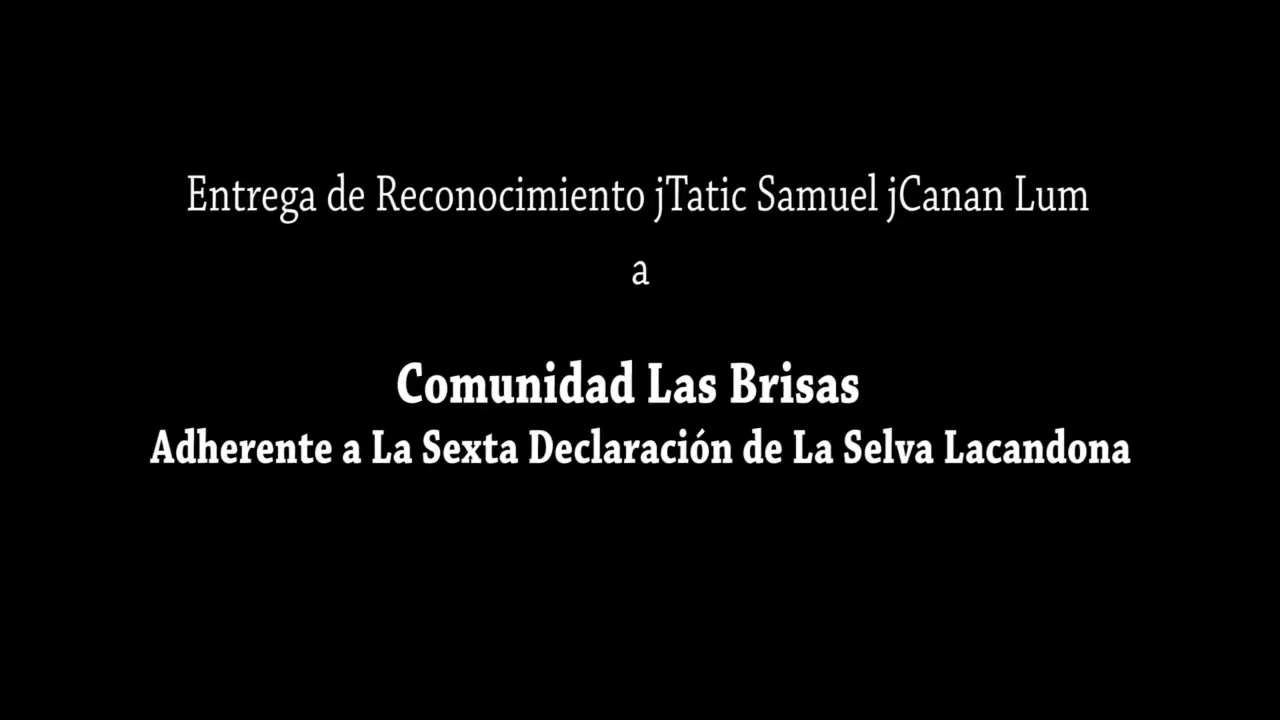 Entrega de Reconocimiento jTatic Samuel jCanan Lum
a
Comunidad Las Brisas
Adherente a La Sexta Declaración de La Selva Lacandona